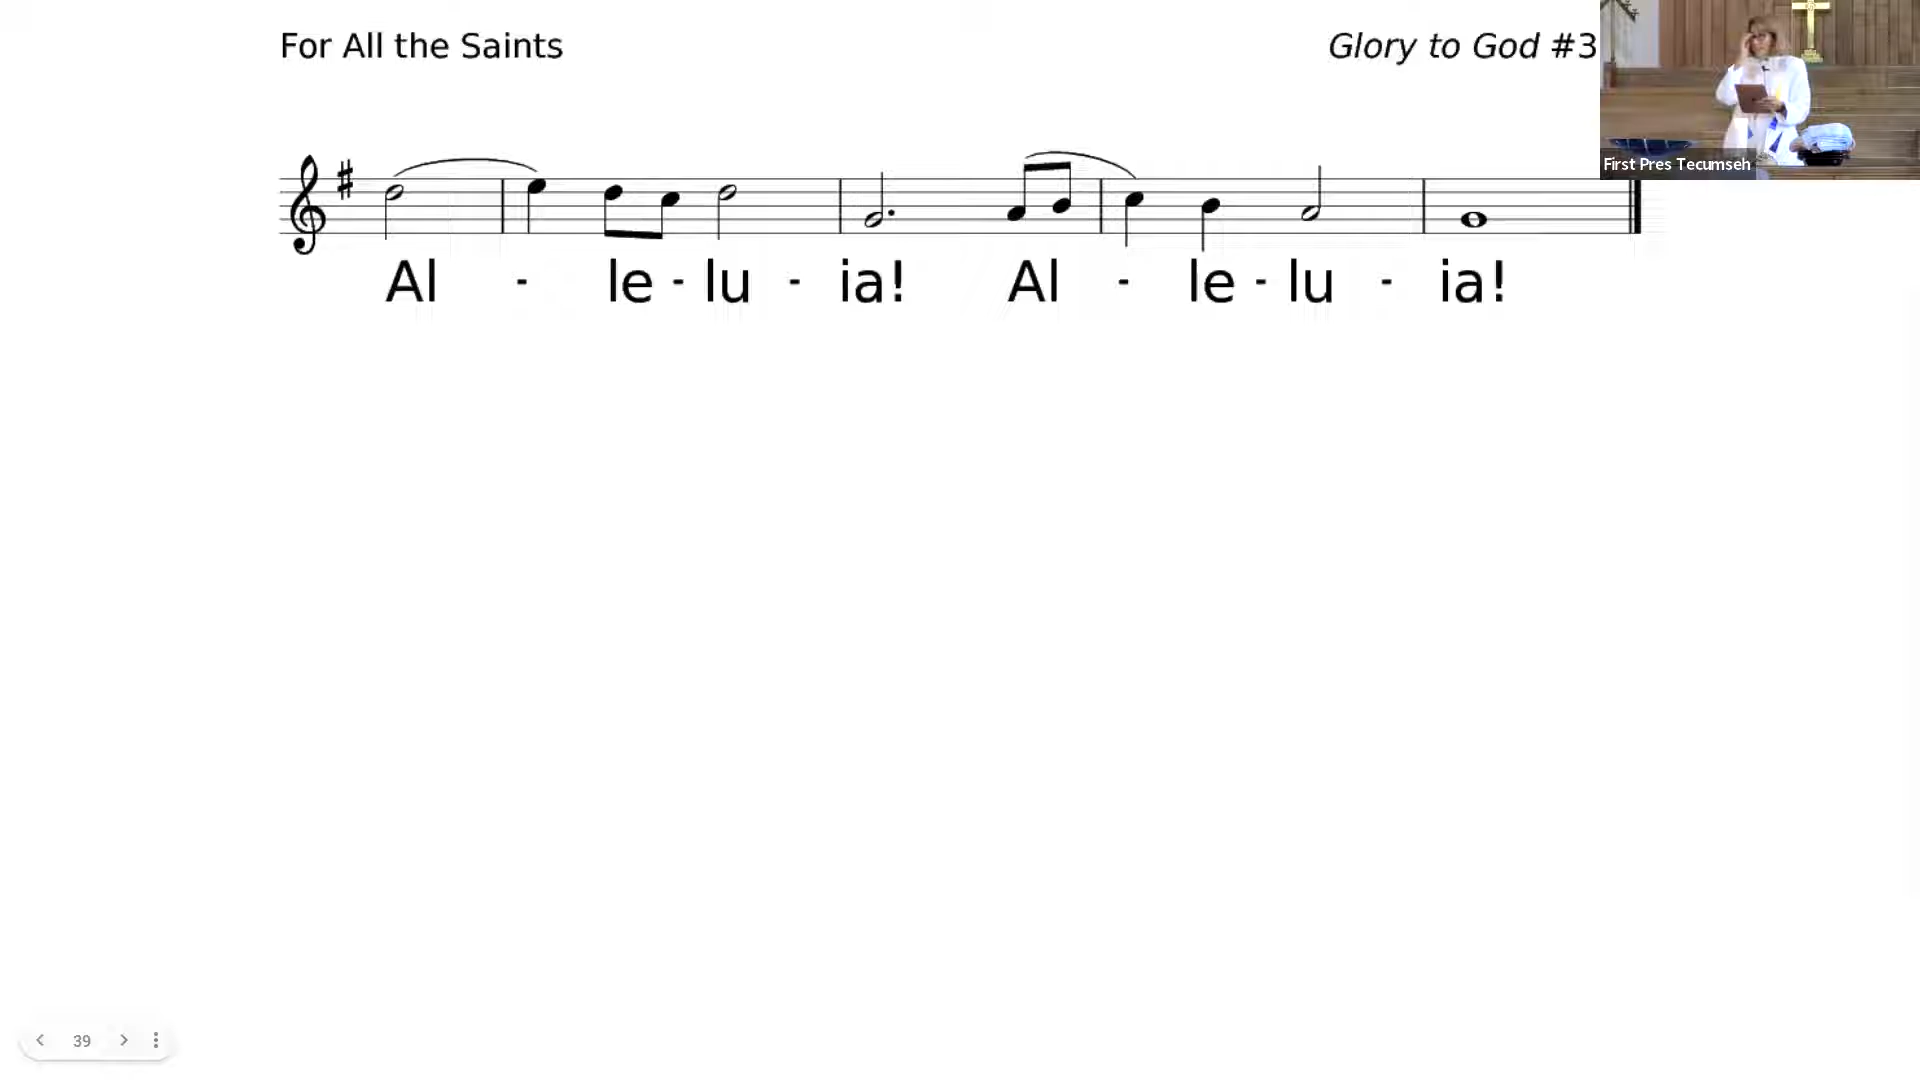 For All the Saints
Glory to God #3
First Pres Tecumseh
Al - le - lu - ia! Al - le - lu - ia!
39